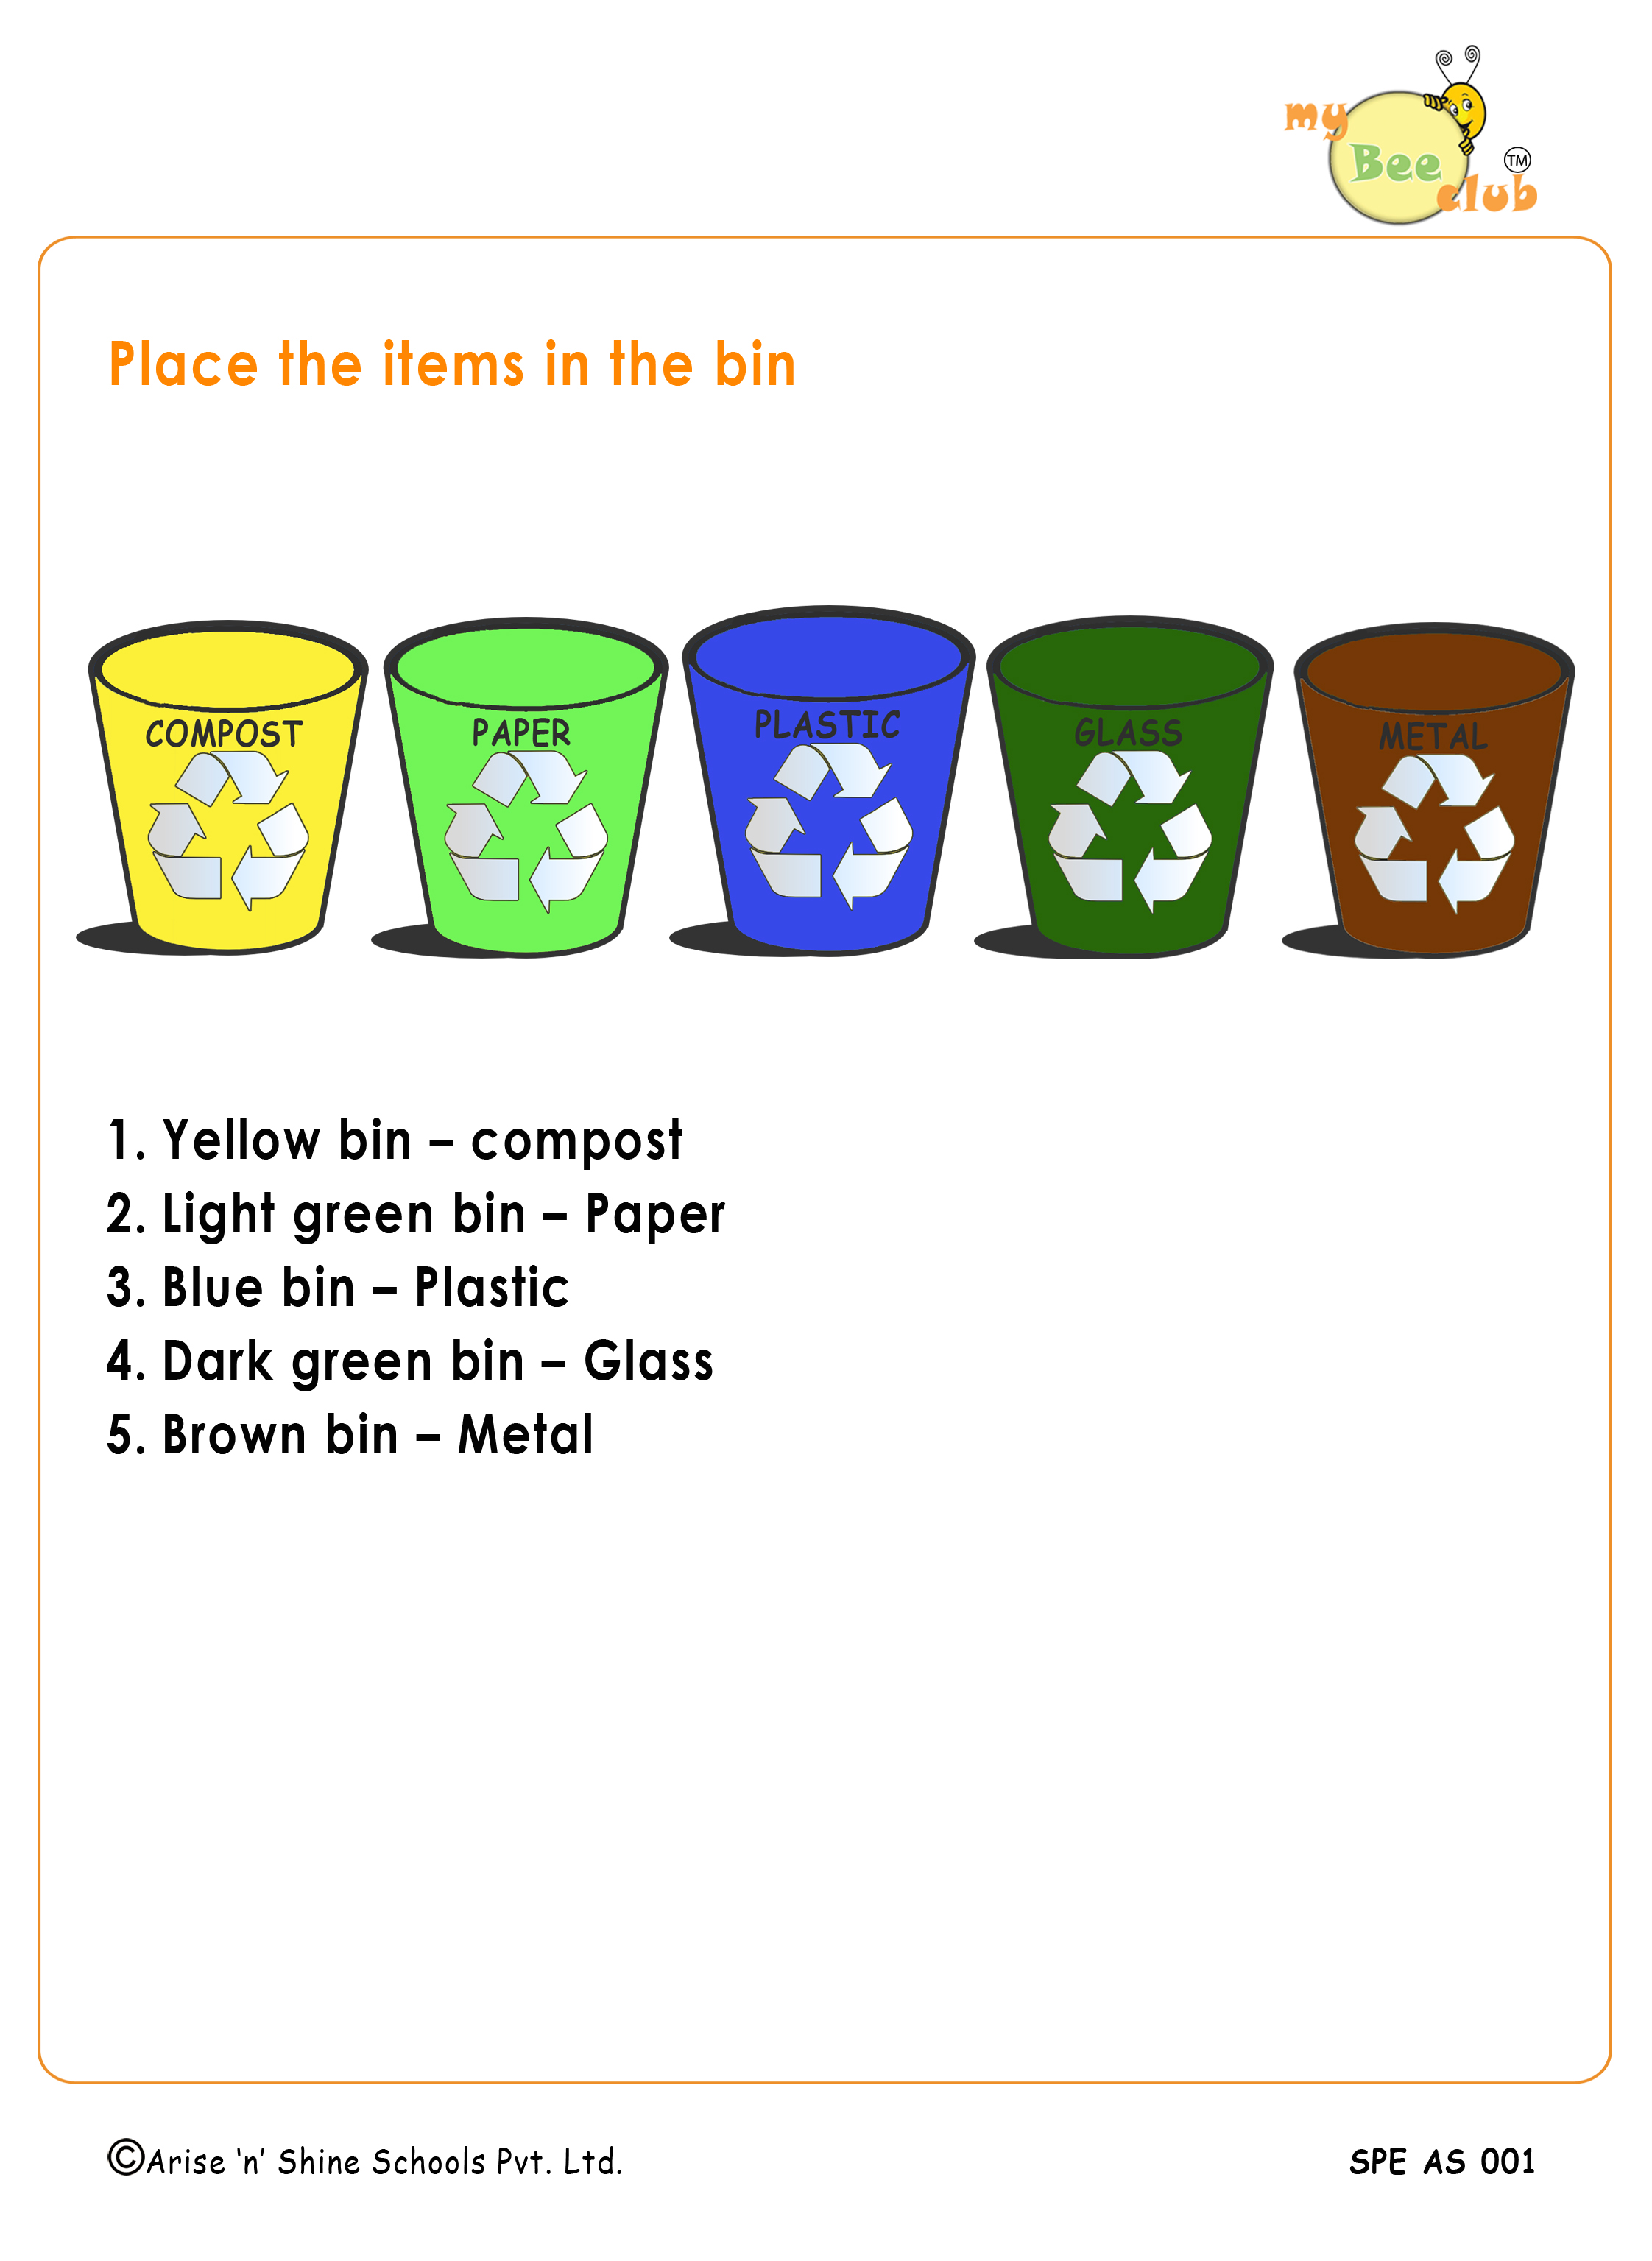 my
Bee
club
TM
Place the items in the bin
COMPOST
PAPER
PLASTIC
GLASS
METAL
1. Yellow bin – compost
2. Light green bin – Paper
3. Blue bin – Plastic
4. Dark green bin – Glass
5. Brown bin – Metal
©Arise ‘n’ Shine Schools Pvt. Ltd.
SPE AS 001